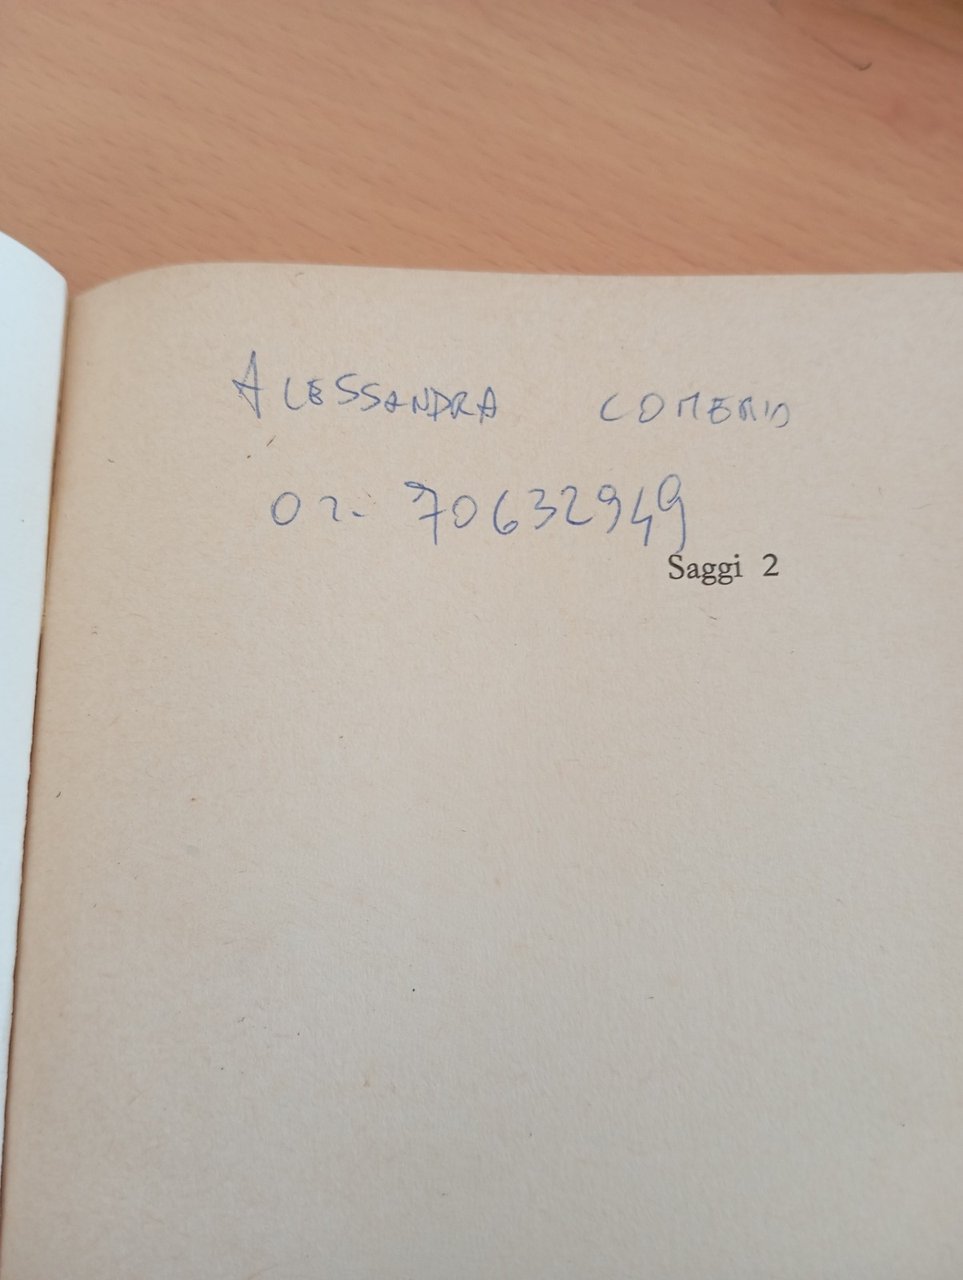 ALESSANDRA COMERIO
02- 70632949
Saggi 2